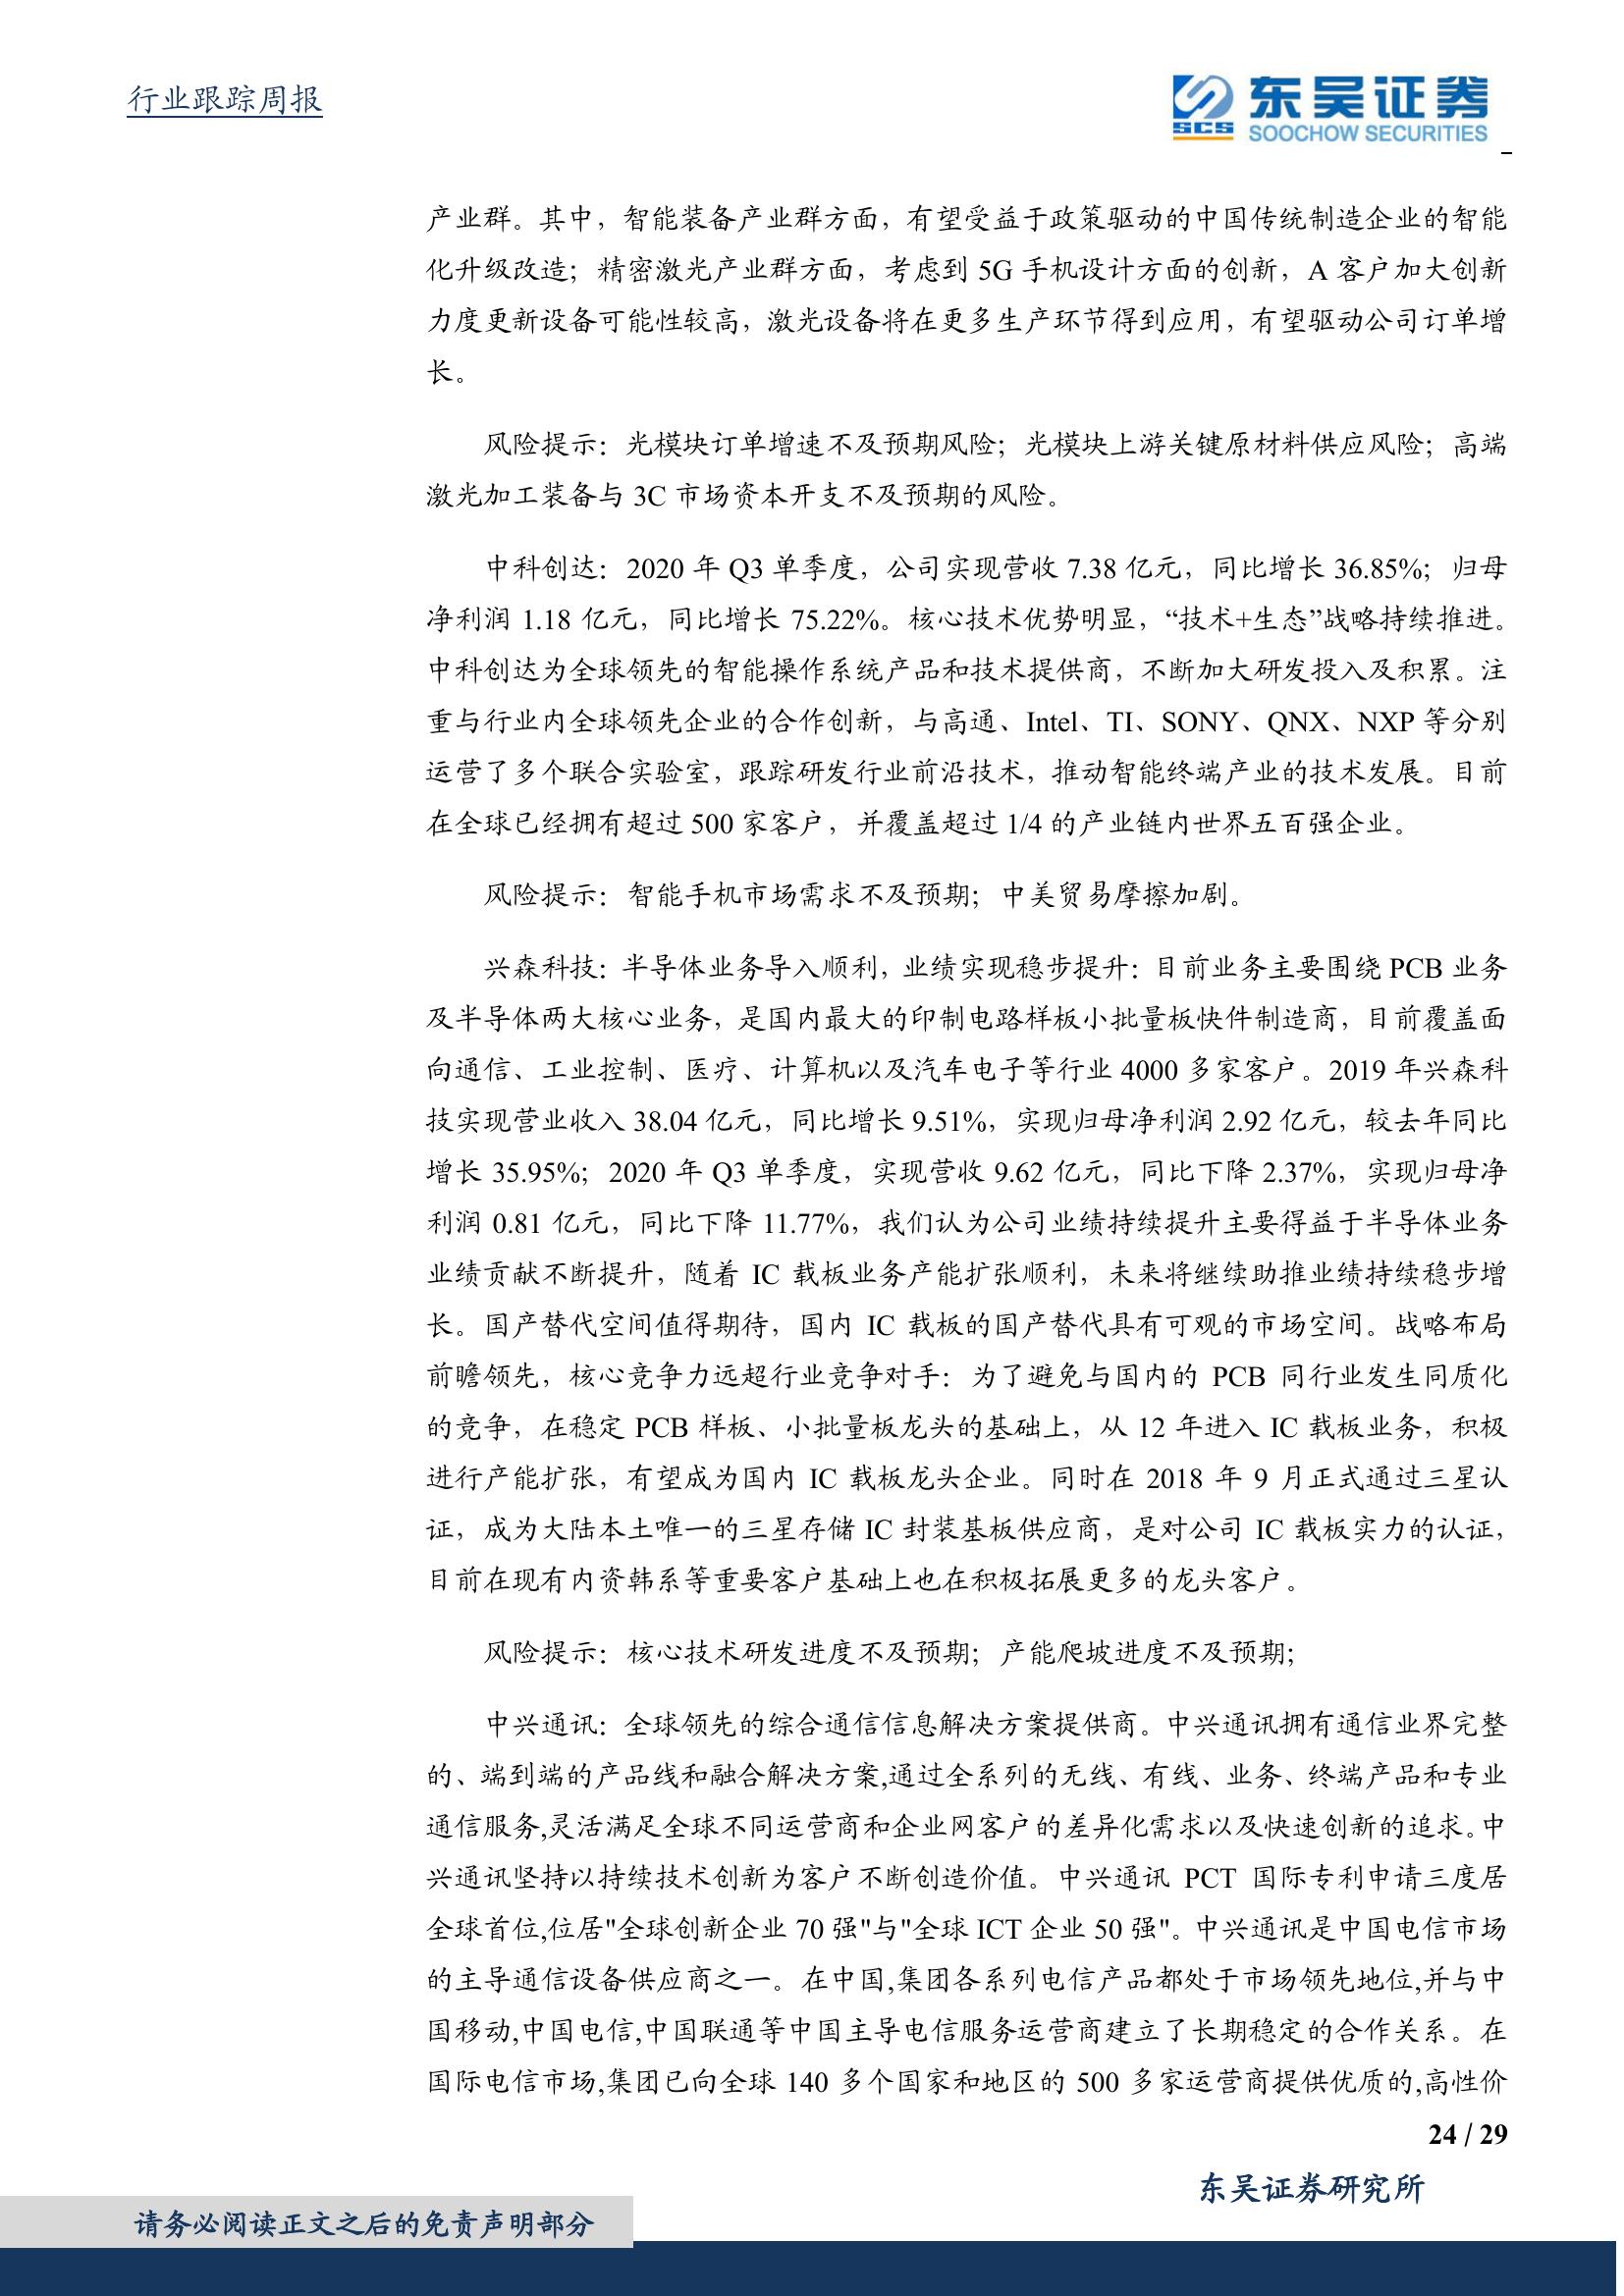 行业跟踪周报
SCS 东吴证券
SOOCHOW SECURITIES
产业群。其中，智能装备产业群方面，有望受益于政策驱动的中国传统制造企业的智能
化升级改造；精密激光产业群方面，考虑到 5G 手机设计方面的创新，A 客户加大创新
力度更新设备可能性较高，激光设备将在更多生产环节得到应用，有望驱动公司订单增
长。
风险提示：光模块订单增速不及预期风险；光模块上游关键原材料供应风险；高端
激光加工装备与 3C 市场资本开支不及预期的风险。
中科创达：2020 年 Q3 单季度，公司实现营收 7.38 亿元，同比增长 36.85%；归母
净利润 1.18 亿元，同比增长 75.22%。核心技术优势明显，“技术+生态”战略持续推进。
中科创达为全球领先的智能操作系统产品和技术提供商，不断加大研发投入及积累。注
重与行业内全球领先企业的合作创新，与高通、Intel、TI、SONY、QNX、NXP 等分别
运营了多个联合实验室，跟踪研发行业前沿技术，推动智能终端产业的技术发展。目前
在全球已经拥有超过 500 家客户，并覆盖超过 1/4 的产业链内世界五百强企业。
风险提示：智能手机市场需求不及预期；中美贸易摩擦加剧。
兴森科技：半导体业务导入顺利，业绩实现稳步提升：目前业务主要围绕 PCB 业务
及半导体两大核心业务，是国内最大的印制电路样板小批量板快件制造商，目前覆盖面
向通信、工业控制、医疗、计算机以及汽车电子等行业 4000 多家客户。2019 年兴森科
技实现营业收入 38.04 亿元，同比增长 9.51%，实现归母净利润 2.92 亿元，较去年同比
增长 35.95%；2020 年 Q3 单季度，实现营收 9.62 亿元，同比下降 2.37%，实现归母净
利润 0.81 亿元，同比下降 11.77%，我们认为公司业绩持续提升主要得益于半导体业务
业绩贡献不断提升，随着 IC 载板业务产能扩张顺利，未来将继续助推业绩持续稳步增
长。国产替代空间值得期待，国内 IC 载板的国产替代具有可观的市场空间。战略布局
前瞻领先，核心竞争力远超行业竞争对手：为了避免与国内的 PCB 同行业发生同质化
的竞争，在稳定 PCB 样板、小批量板龙头的基础上，从 12 年进入 IC 载板业务，积极
进行产能扩张，有望成为国内 IC 载板龙头企业。同时在 2018 年 9 月正式通过三星认
证，成为大陆本土唯一的三星存储 IC 封装基板供应商，是对公司 IC 载板实力的认证，
目前在现有内资韩系等重要客户基础上也在积极拓展更多的龙头客户。
风险提示：核心技术研发进度不及预期；产能爬坡进度不及预期；
中兴通讯：全球领先的综合通信信息解决方案提供商。中兴通讯拥有通信业界完整
的、端到端的产品线和融合解决方案,通过全系列的无线、有线、业务、终端产品和专业
通信服务,灵活满足全球不同运营商和企业网客户的差异化需求以及快速创新的追求。中
兴通讯坚持以持续技术创新为客户不断创造价值。中兴通讯 PCT 国际专利申请三度居
全球首位,位居"全球创新企业 70 强"与"全球 ICT 企业 50 强"。中兴通讯是中国电信市场
的主导通信设备供应商之一。在中国,集团各系列电信产品都处于市场领先地位,并与中
国移动,中国电信,中国联通等中国主导电信服务运营商建立了长期稳定的合作关系。在
国际电信市场,集团已向全球 140 多个国家和地区的 500 多家运营商提供优质的,高性价
24 / 29
东吴证券研究所
请务必阅读正文之后的免责声明部分